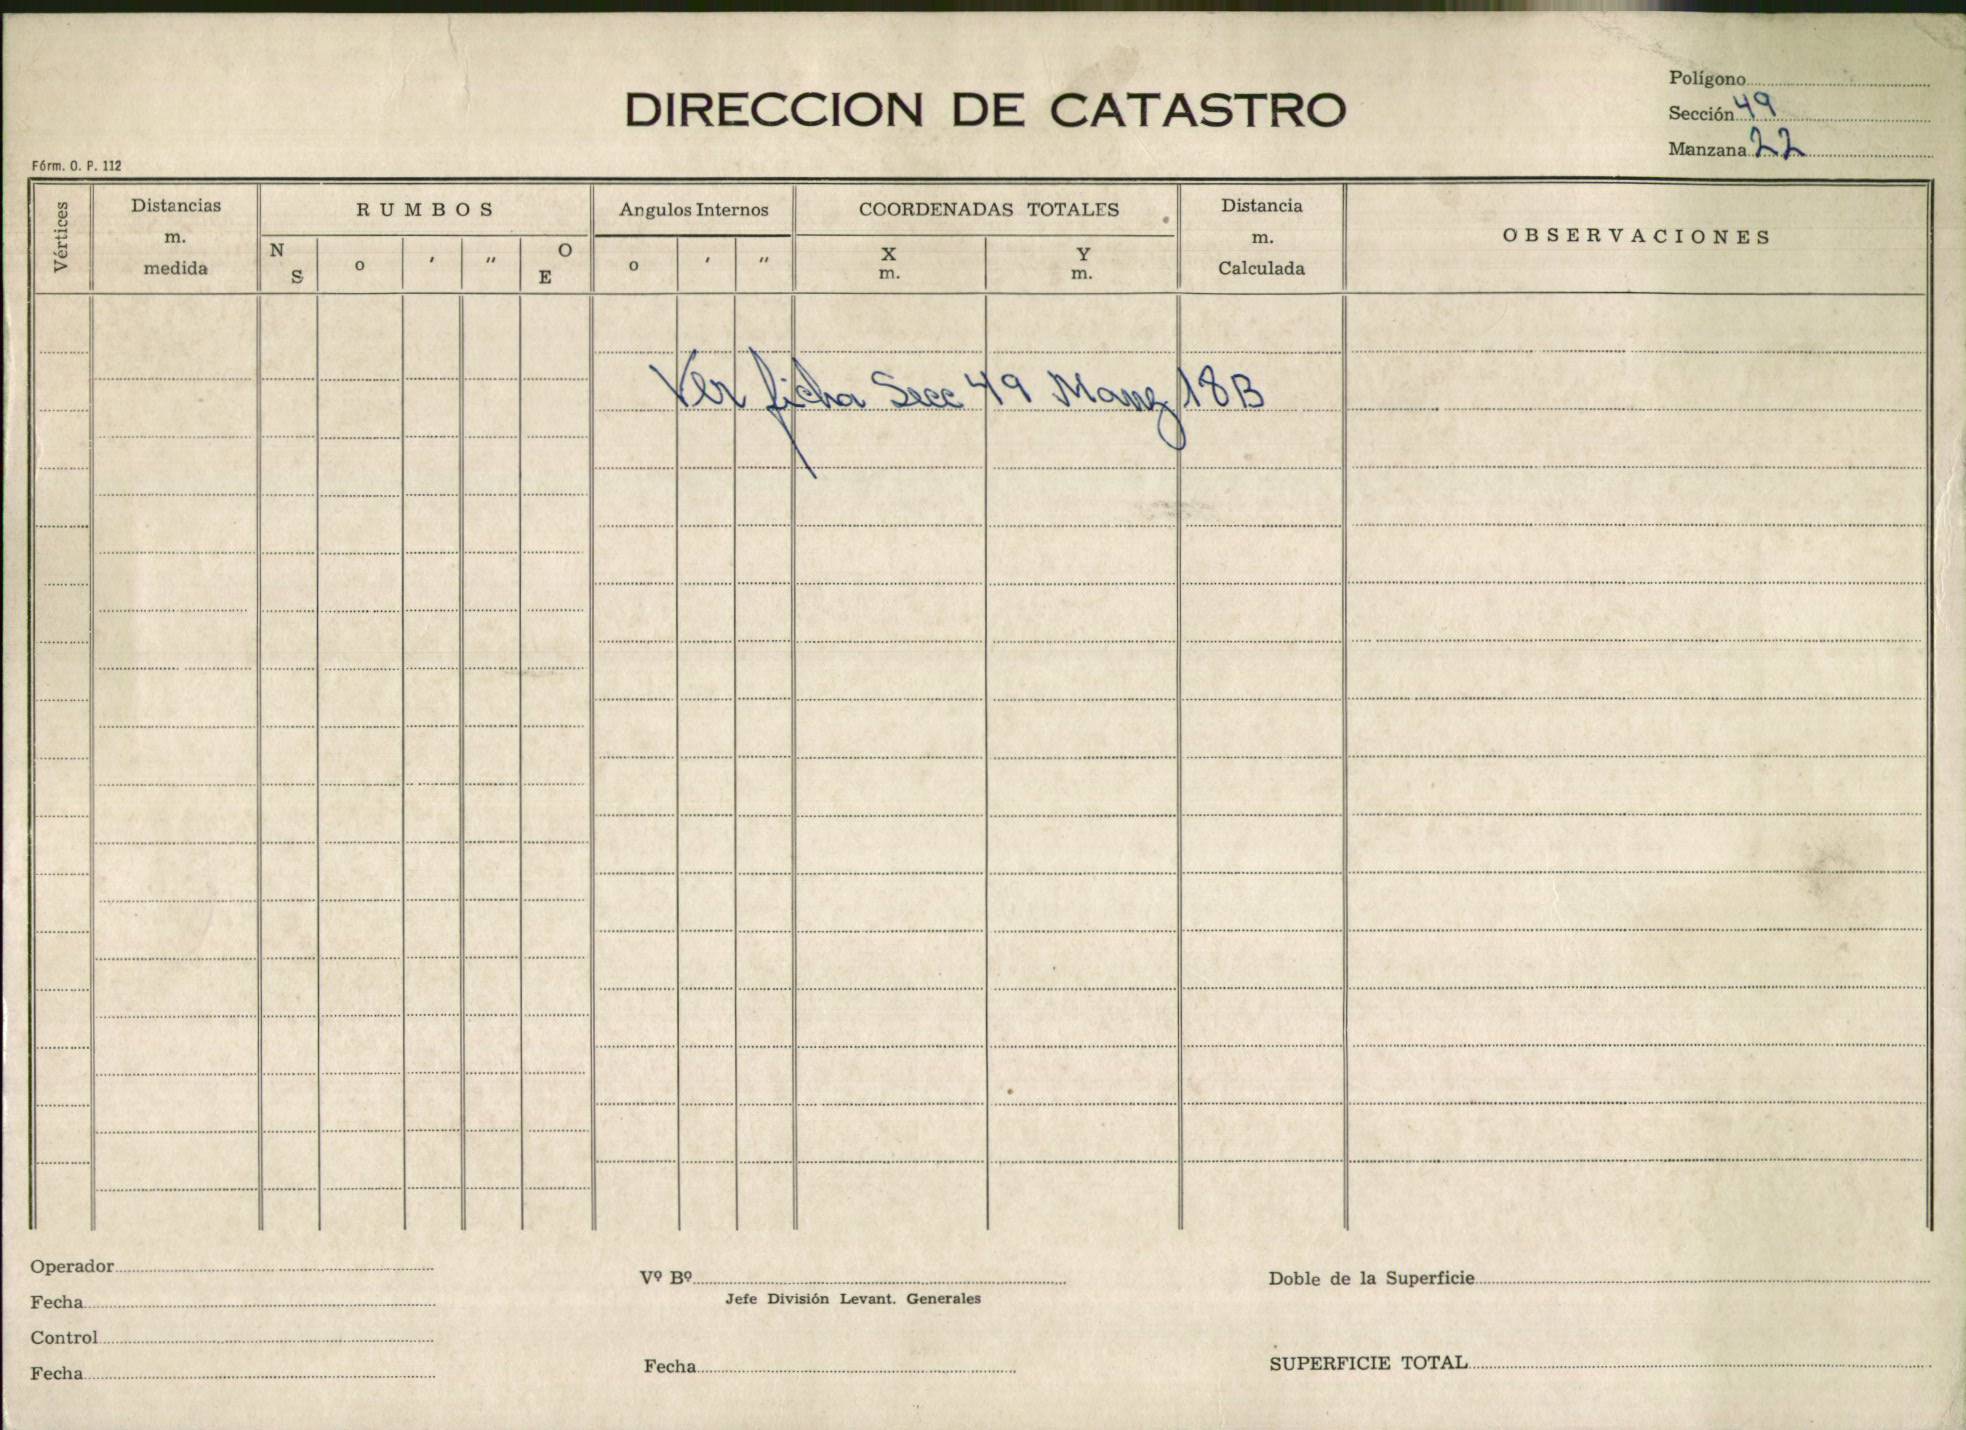 DIRECCION DE CATASTRO
Polígono
Sección 49
Manzana 22
Fórm. O. P. 112
Vértices
Distancias
m.
medida
RUMBOS
N
S
o
′
″
O
E
Angulos Internos
o
′
″
COORDENADAS TOTALES
X
m.
Y
m.
Distancia
m.
Calculada
OBSERVACIONES
Ver ficha Secc 49 Manz 18B
Operador
Fecha
Control
Fecha
Vº Bº
Jefe División Levant. Generales
Fecha
Doble de la Superficie
SUPERFICIE TOTAL